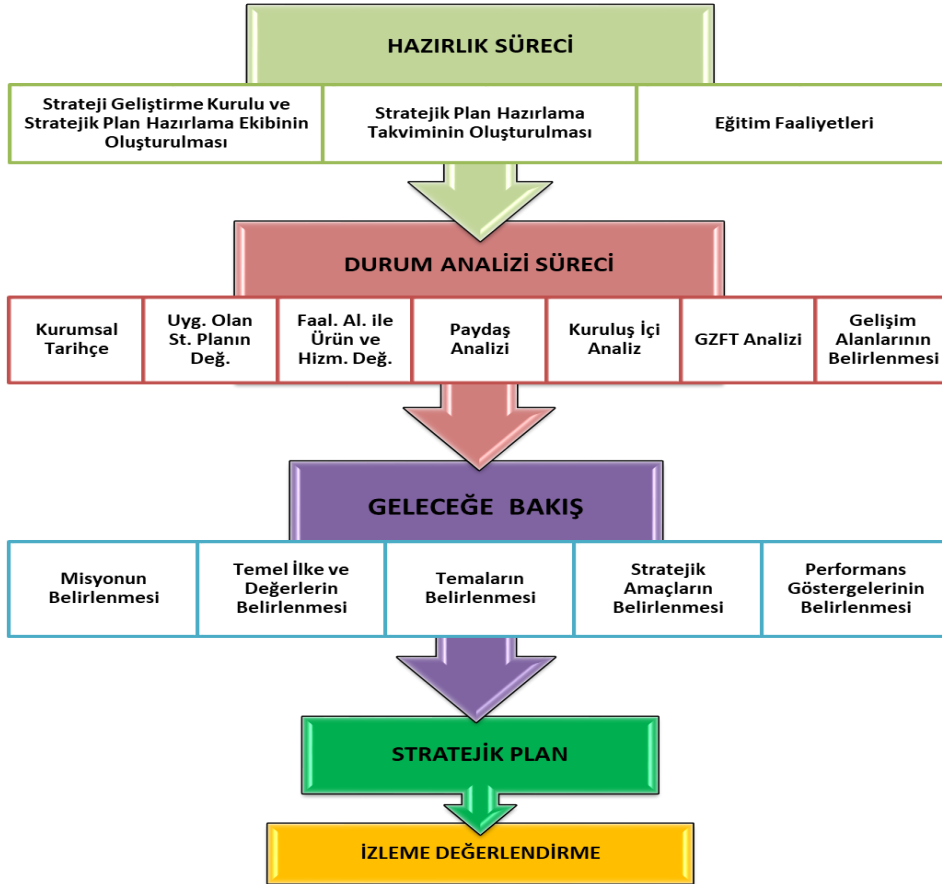 HAZIRLIK SÜRECİ
Strateji Geliştirme Kurulu ve
Stratejik Plan Hazırlama Ekibinin
Oluşturulması
Stratejik Plan Hazırlama
Takviminin Oluşturulması
Eğitim Faaliyetleri
DURUM ANALİZİ SÜRECİ
Kurumsal
Tarihçe
Uyg. Olan
St. Planın
Değ.
Faal. Al. ile
Ürün ve
Hizm. Değ.
Paydaş
Analizi
Kuruluş İçi
Analiz
GZFT Analizi
Gelişim
Alanlarının
Belirlenmesi
GELECEĞE BAKIŞ
Misyonun
Belirlenmesi
Temel İlke ve
Değerlerin
Belirlenmesi
Temaların
Belirlenmesi
Stratejik
Amaçların
Belirlenmesi
Performans
Göstergelerinin
Belirlenmesi
STRATEJİK PLAN
İZLEME DEĞERLENDİRME